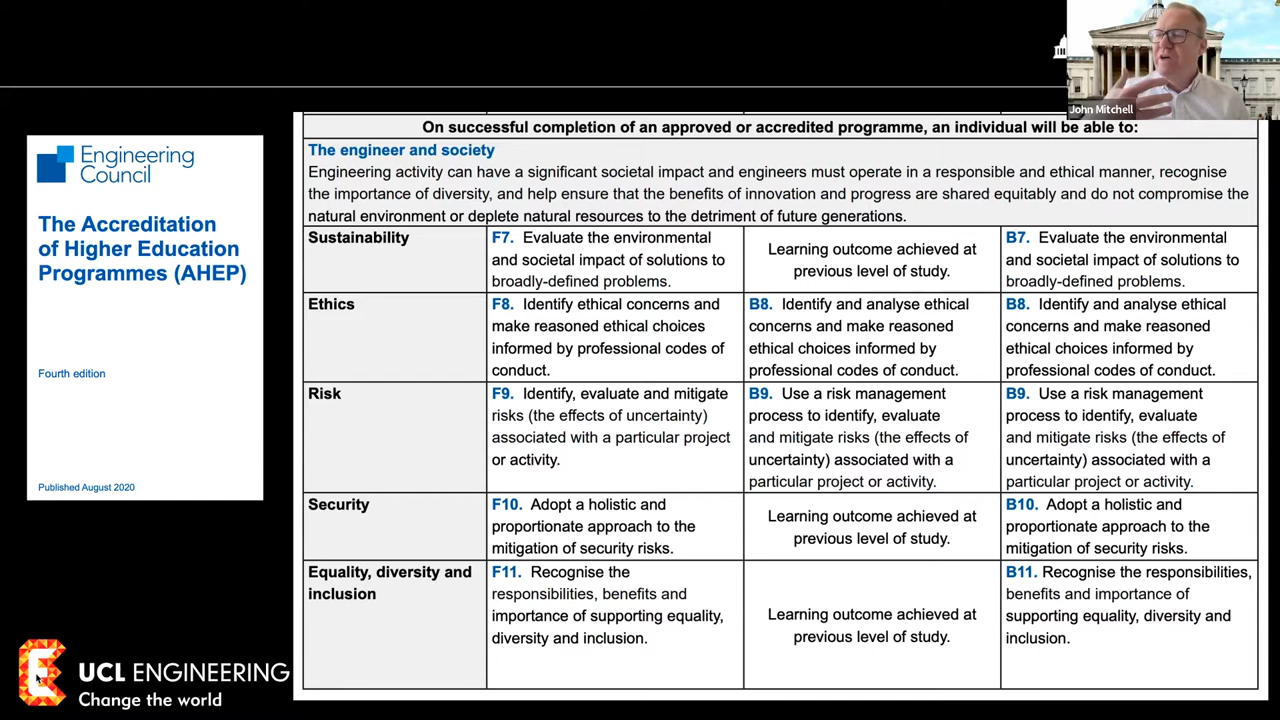 John Mitchell
Engineering
Council
The Accreditation
of Higher Education
Programmes (AHEP)
Fourth edition
Published August 2020
On successful completion of an approved or accredited programme, an individual will be able to:
The engineer and society
Engineering activity can have a significant societal impact and engineers must operate in a responsible and ethical manner, recognise
the importance of diversity, and help ensure that the benefits of innovation and progress are shared equitably and do not compromise the
natural environment or deplete natural resources to the detriment of future generations.
Sustainability
F7. Evaluate the environmental
and societal impact of solutions to
broadly-defined problems.
Learning outcome achieved at
previous level of study.
B7. Evaluate the environmental
and societal impact of solutions to
broadly-defined problems.
Ethics
F8. Identify ethical concerns and
make reasoned ethical choices
informed by professional codes of
conduct.
B8. Identify and analyse ethical
concerns and make reasoned
ethical choices informed by
professional codes of conduct.
B8. Identify and analyse ethical
concerns and make reasoned
ethical choices informed by
professional codes of conduct.
Risk
F9. Identify, evaluate and mitigate
risks (the effects of uncertainty)
associated with a particular project
or activity.
B9. Use a risk management
process to identify, evaluate
and mitigate risks (the effects of
uncertainty) associated with a
particular project or activity.
B9. Use a risk management
process to identify, evaluate
and mitigate risks (the effects of
uncertainty) associated with a
particular project or activity.
Security
F10. Adopt a holistic and
proportionate approach to the
mitigation of security risks.
Learning outcome achieved at
previous level of study.
B10. Adopt a holistic and
proportionate approach to the
mitigation of security risks.
Equality, diversity and
inclusion
F11. Recognise the
responsibilities, benefits and
importance of supporting equality,
diversity and inclusion.
Learning outcome achieved at
previous level of study.
B11. Recognise the responsibilities,
benefits and importance of
supporting equality, diversity and
inclusion.
UCL ENGINEERING
Change the world